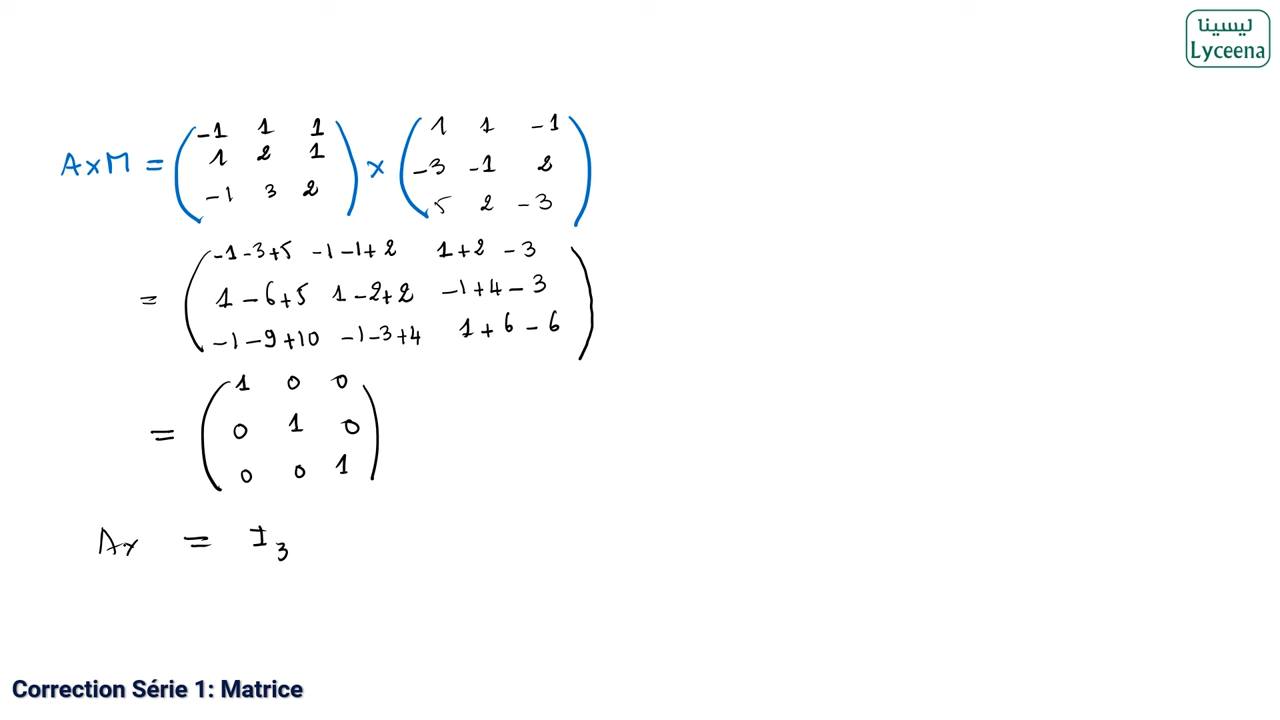 ليسينا
Lyceena
A×M = (-1 1 1 / 1 2 1 / -1 3 2) × (1 1 -1 / -3 -1 2 / 5 2 -3)
= (-1-3+5 -1-1+2 1+2-3 / 1-6+5 1-2+2 -1+4-3 / -1-9+10 -1-3+4 1+6-6)
= (1 0 0 / 0 1 0 / 0 0 1)
A× = I₃
Correction Série 1: Matrice